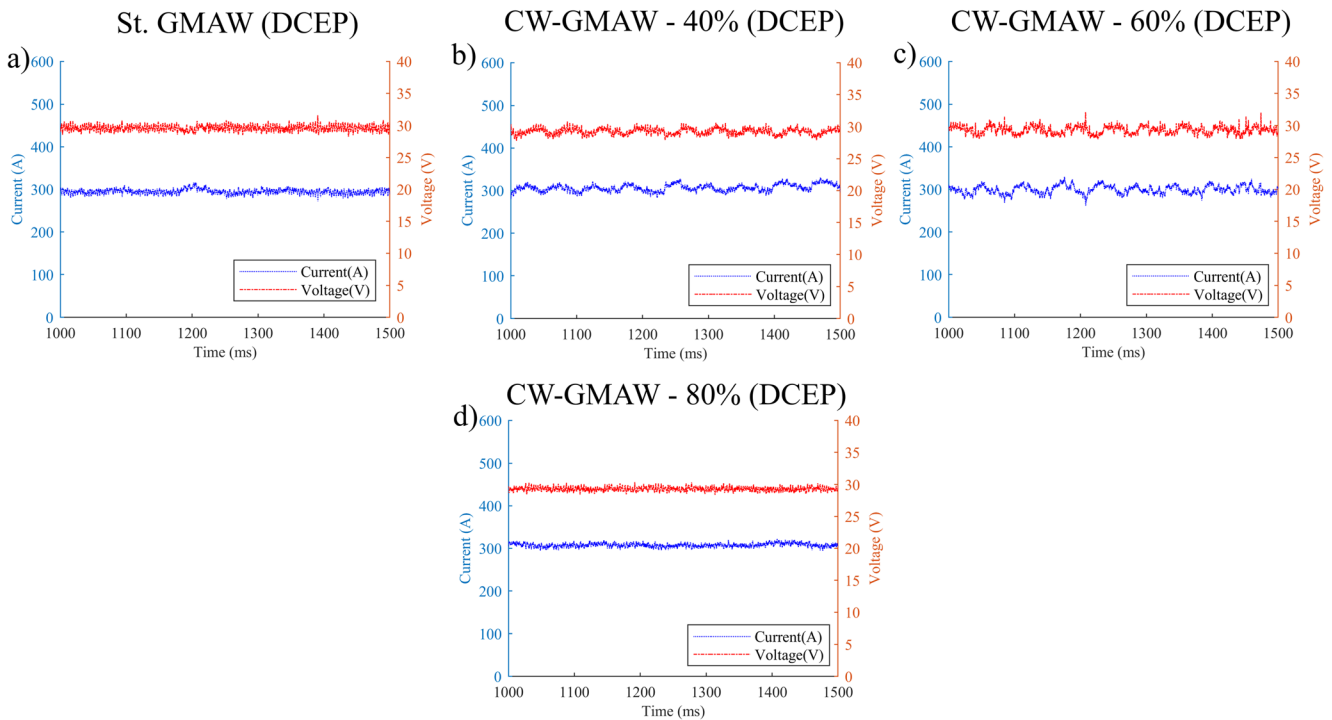 St. GMAW (DCEP)
a)
600
500
400
300
200
100
0
Current (A)
40
35
30
25
20
15
10
5
0
Voltage (V)
Current(A)
Voltage(V)
1000 1100 1200 1300 1400 1500
Time (ms)
CW-GMAW - 40% (DCEP)
b)
600
500
400
300
200
100
0
Current (A)
40
35
30
25
20
15
10
5
0
Voltage (V)
Current(A)
Voltage(V)
1000 1100 1200 1300 1400 1500
Time (ms)
CW-GMAW - 60% (DCEP)
c)
600
500
400
300
200
100
0
Current (A)
40
35
30
25
20
15
10
5
0
Voltage (V)
Current(A)
Voltage(V)
1000 1100 1200 1300 1400 1500
Time (ms)
CW-GMAW - 80% (DCEP)
d)
600
500
400
300
200
100
0
Current (A)
40
35
30
25
20
15
10
5
0
Voltage (V)
Current(A)
Voltage(V)
1000 1100 1200 1300 1400 1500
Time (ms)